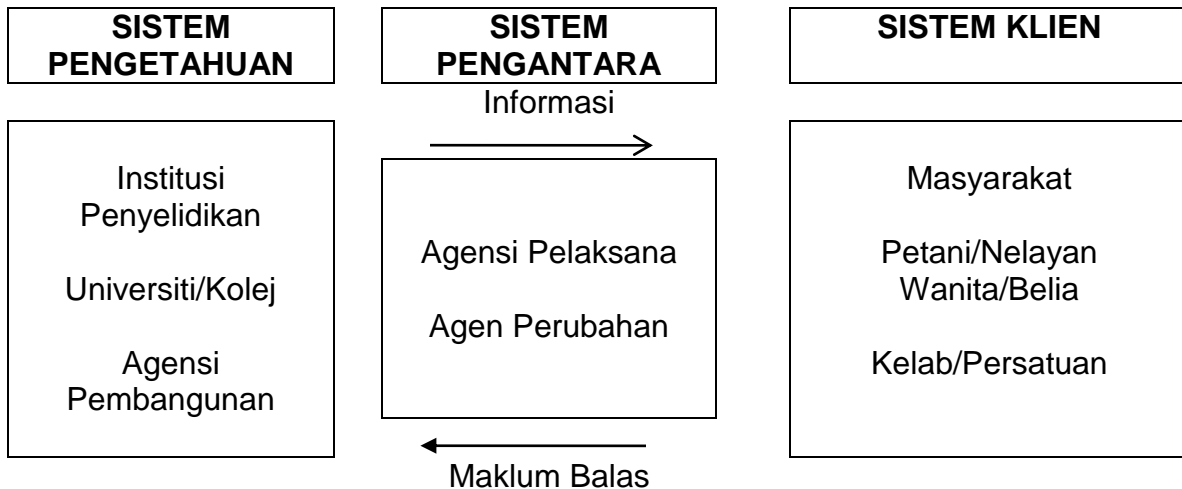 SISTEM
PENGETAHUAN
SISTEM
PENGANTARA
SISTEM KLIEN
Informasi
Institusi
Penyelidikan
Universiti/Kolej
Agensi
Pembangunan
Agensi Pelaksana
Agen Perubahan
Masyarakat
Petani/Nelayan
Wanita/Belia
Kelab/Persatuan
Maklum Balas